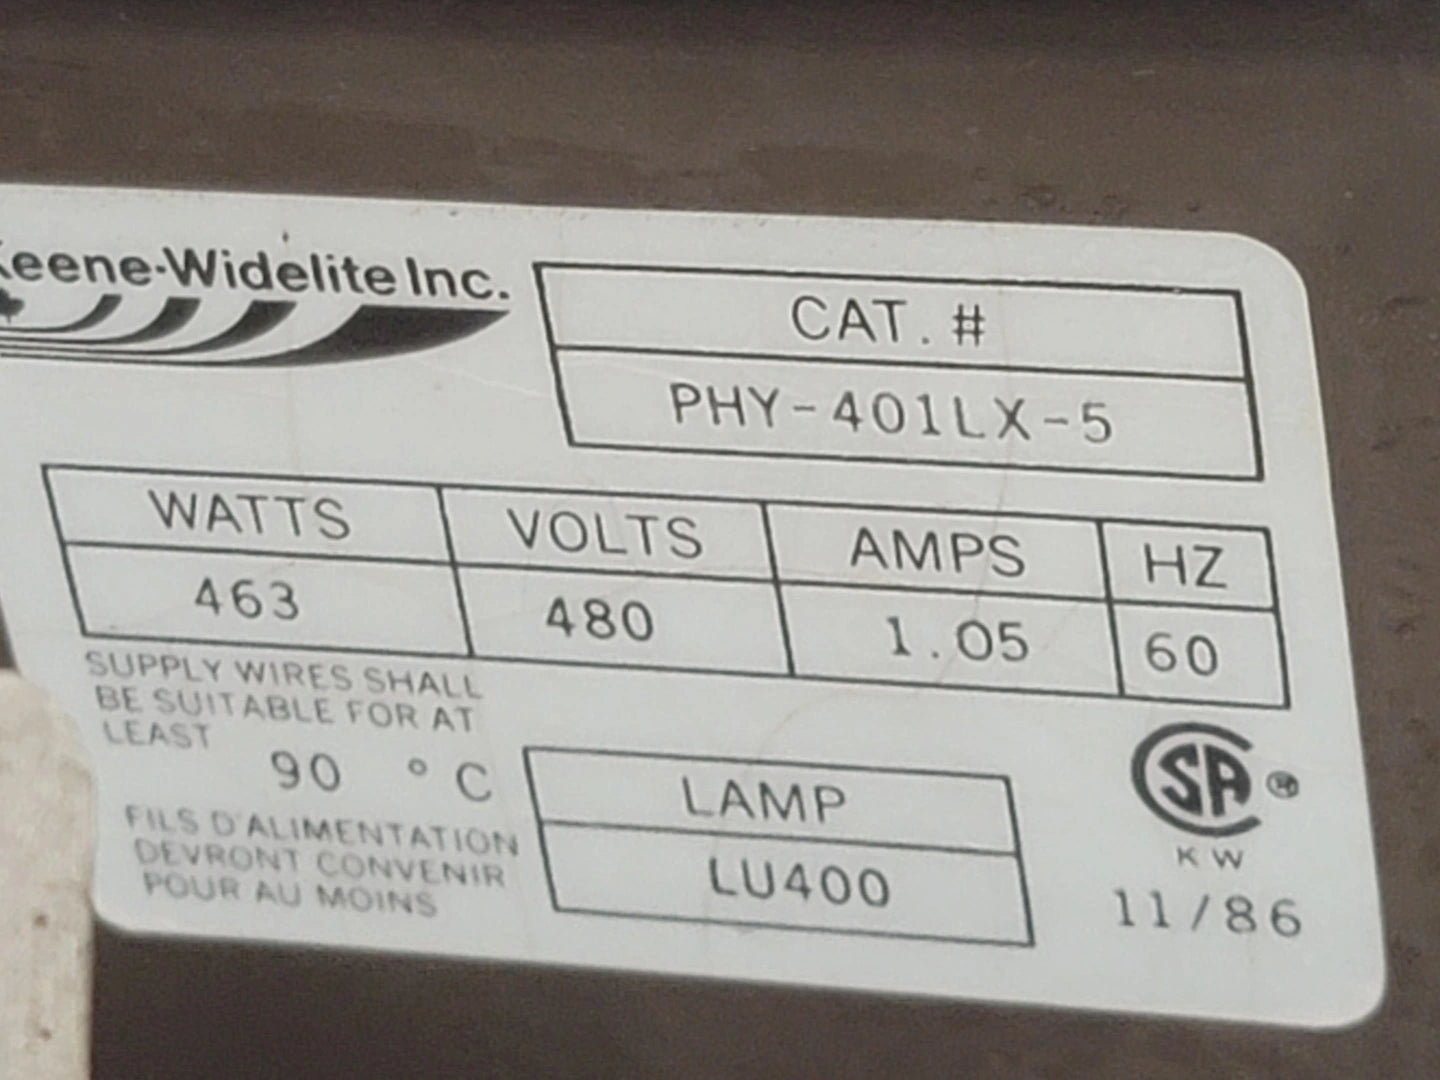 Keene-Widelite Inc.
CAT. #
PHY-401LX-5
WATTS VOLTS AMPS HZ
463 480 1.05 60
SUPPLY WIRES SHALL
BE SUITABLE FOR AT
LEAST
90 °C
FILS D'ALIMENTATION
DEVRONT CONVENIR
POUR AU MOINS
LAMP
LU400
SA
KW
11/86